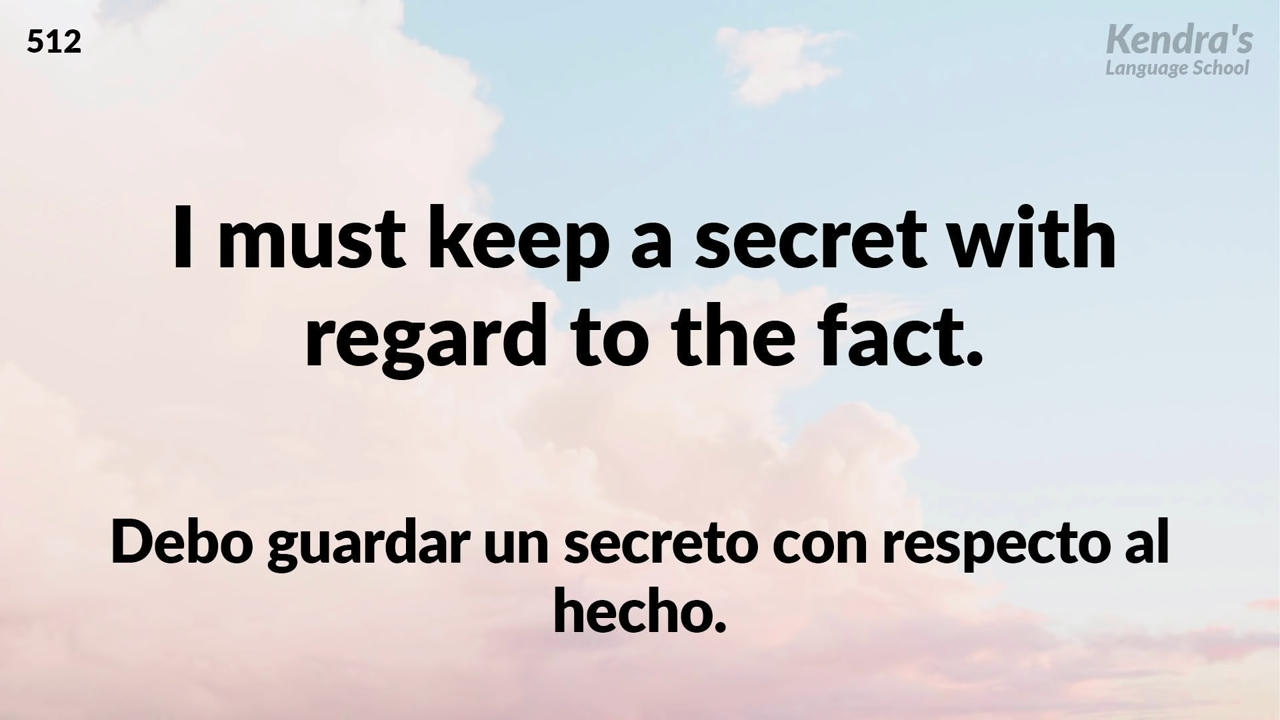 512
Kendra's
Language School
I must keep a secret with
regard to the fact.
Debo guardar un secreto con respecto al
hecho.